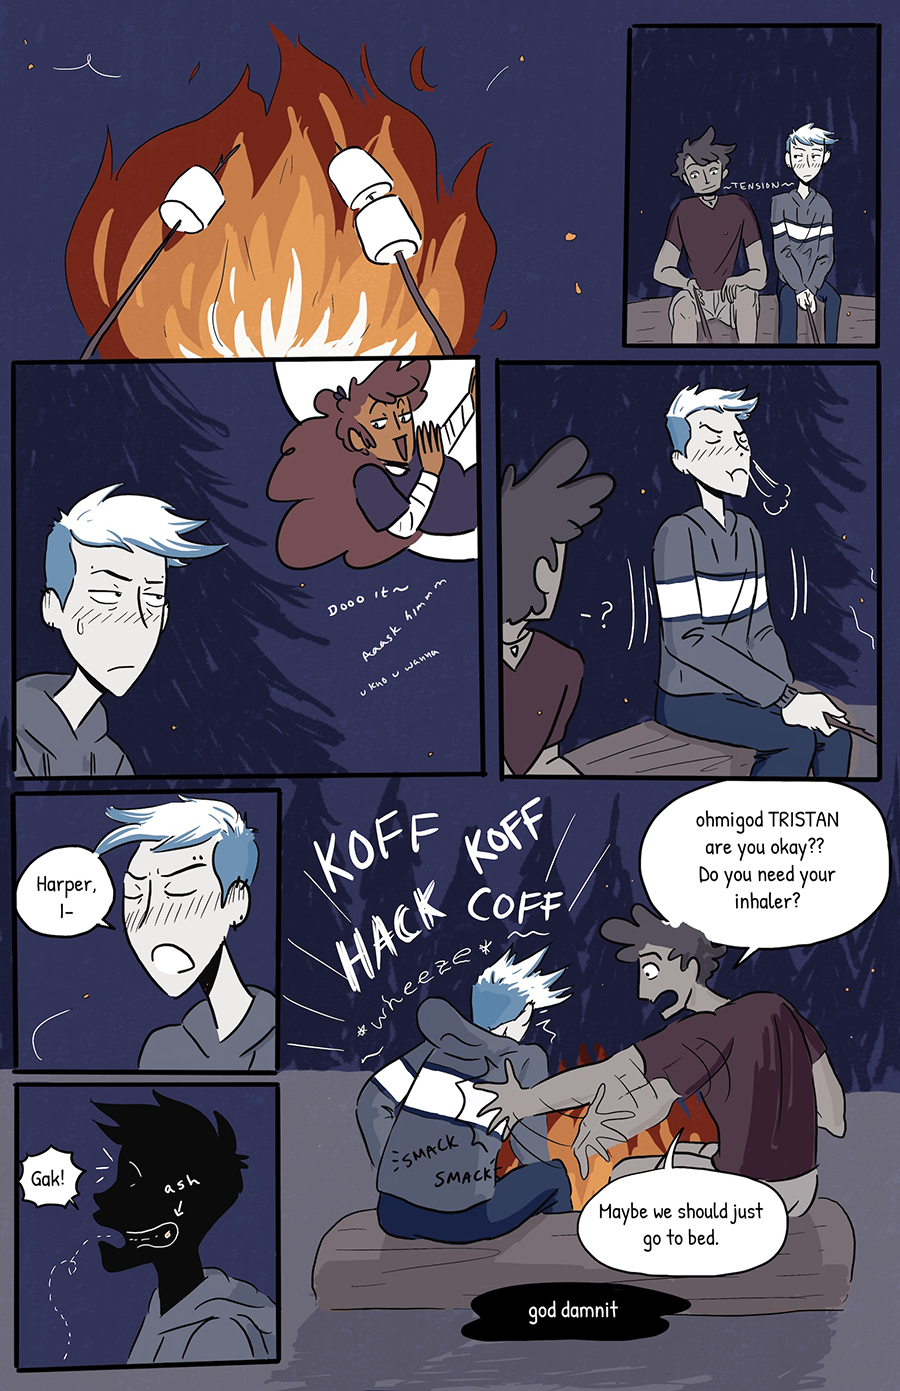 ~TENSION~
Dooo it~
Aaask himmm
u kno u wanna
-?
Harper,
I-
KOFF
KOFF
HACK
COFF
*wheeze*
ohmigod TRISTAN
are you okay??
Do you need your
inhaler?
Gak!
ash
SMACK
SMACK
Maybe we should just
go to bed.
god damnit